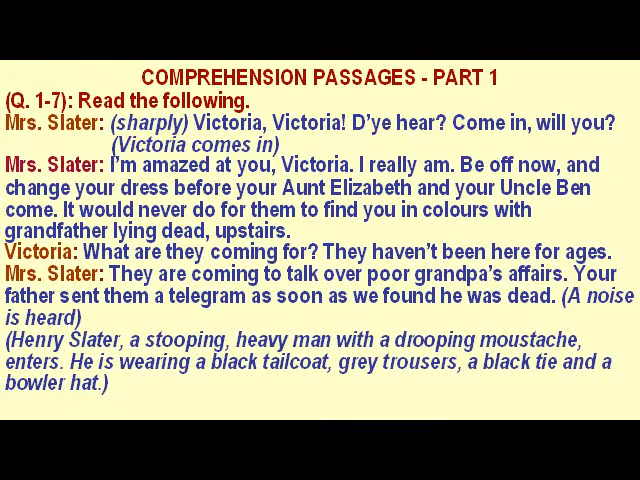 COMPREHENSION PASSAGES - PART 1
(Q. 1-7): Read the following.
Mrs. Slater: (sharply) Victoria, Victoria! D’ye hear? Come in, will you?
(Victoria comes in)
Mrs. Slater: I’m amazed at you, Victoria. I really am. Be off now, and
change your dress before your Aunt Elizabeth and your Uncle Ben
come. It would never do for them to find you in colours with
grandfather lying dead, upstairs.
Victoria: What are they coming for? They haven’t been here for ages.
Mrs. Slater: They are coming to talk over poor grandpa’s affairs. Your
father sent them a telegram as soon as we found he was dead. (A noise
is heard)
(Henry Slater, a stooping, heavy man with a drooping moustache,
enters. He is wearing a black tailcoat, grey trousers, a black tie and a
bowler hat.)